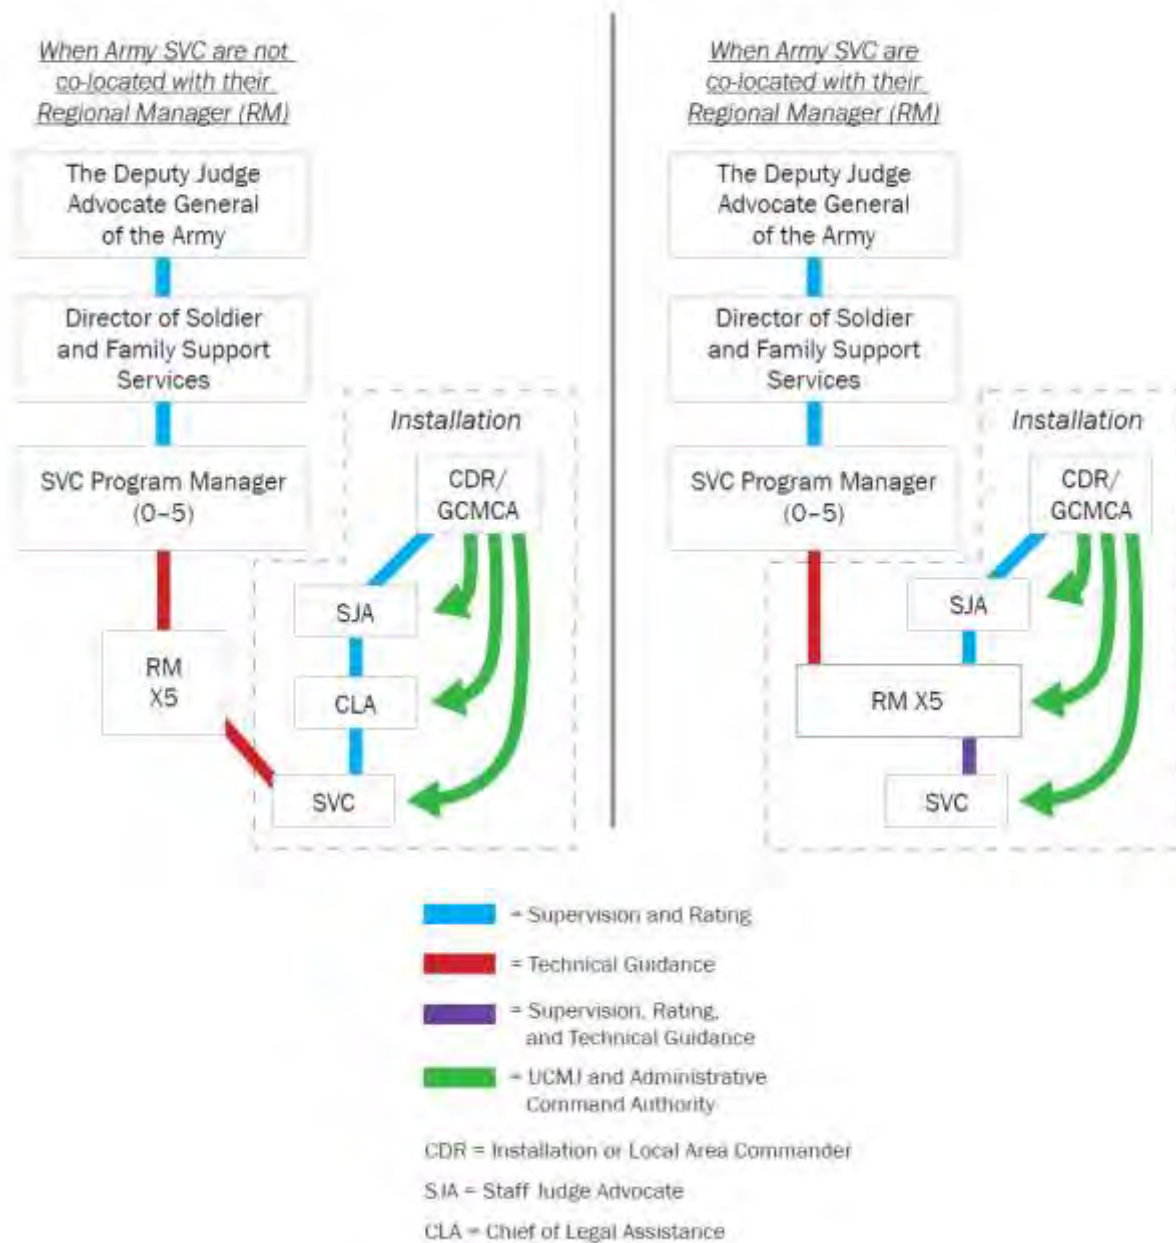 When Army SVC are not
co-located with their
Regional Manager (RM)
The Deputy Judge
Advocate General
of the Army
Director of Soldier
and Family Support
Services
SVC Program Manager
(0–5)
RM
X5
Installation
CDR/
GCMCA
SJA
CLA
SVC
When Army SVC are
co-located with their
Regional Manager (RM)
The Deputy Judge
Advocate General
of the Army
Director of Soldier
and Family Support
Services
SVC Program Manager
(0–5)
Installation
CDR/
GCMCA
SJA
RM X5
SVC
= Supervision and Rating
= Technical Guidance
= Supervision, Rating,
and Technical Guidance
= UCMJ and Administrative
Command Authority
CDR = Installation or Local Area Commander
SJA = Staff Judge Advocate
CLA = Chief of Legal Assistance